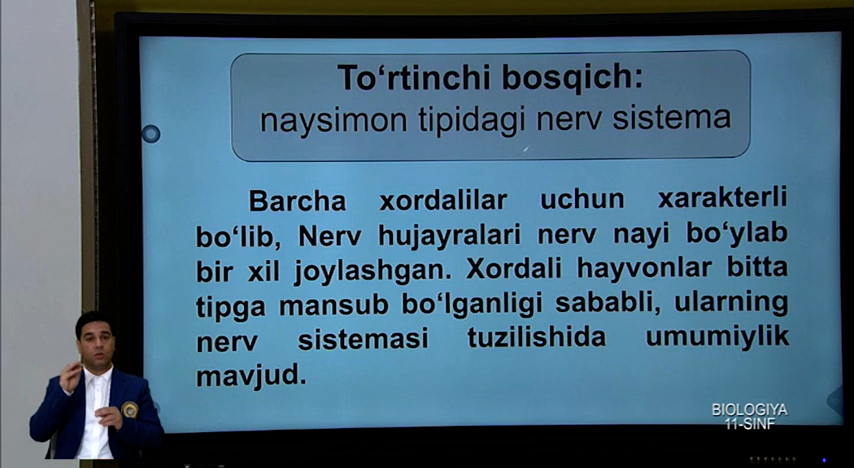 To‘rtinchi bosqich:
naysimon tipidagi nerv sistema
Barcha xordalilar uchun xarakterli
bo‘lib, Nerv hujayralari nerv nayi bo‘ylab
bir xil joylashgan. Xordali hayvonlar bitta
tipga mansub bo‘lganligi sababli, ularning
nerv sistemasi tuzilishida umumiylik
mavjud.
BIOLOGIYA
11-SINF